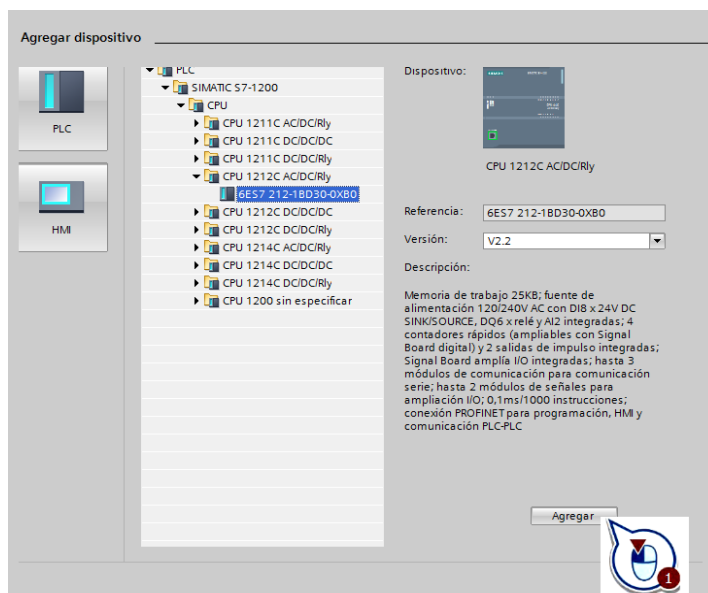 Agregar dispositivo
PLC
HMI
PLC
SIMATIC S7-1200
CPU
CPU 1211C AC/DC/Rly
CPU 1211C DC/DC/DC
CPU 1211C DC/DC/Rly
CPU 1212C AC/DC/Rly
6ES7 212-1BD30-0XB0
CPU 1212C DC/DC/DC
CPU 1212C DC/DC/Rly
CPU 1214C AC/DC/Rly
CPU 1214C DC/DC/DC
CPU 1214C DC/DC/Rly
CPU 1200 sin especificar
Dispositivo:
CPU 1212C AC/DC/Rly
Referencia:
6ES7 212-1BD30-0XB0
Versión:
V2.2
Descripción:
Memoria de trabajo 25KB; fuente de
alimentación 120/240V AC con DI8 x 24V DC
SINK/SOURCE, DQ6 x relé y AI2 integradas; 4
contadores rápidos (ampliables con Signal
Board digital) y 2 salidas de impulso integradas;
Signal Board amplía I/O integradas; hasta 3
módulos de comunicación para comunicación
serie; hasta 2 módulos de señales para
ampliación I/O; 0,1ms/1000 instrucciones;
conexión PROFINET para programación, HMI y
comunicación PLC-PLC
Agregar
1